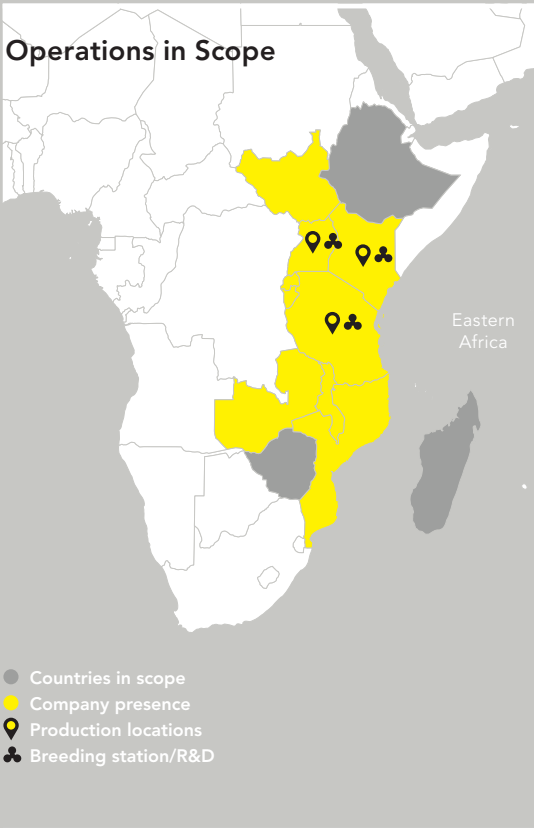 Operations in Scope
Eastern
Africa
Countries in scope
Company presence
Production locations
Breeding station/R&D